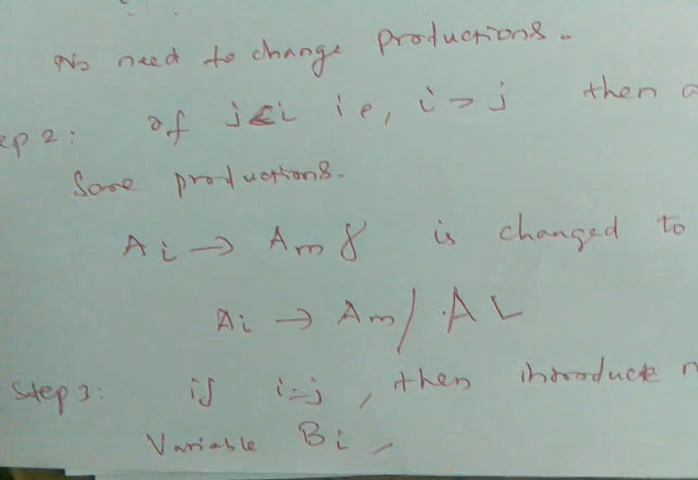 No need to change productions.
ep 2: If j<i ie, i>j then a
Some productions.
Ai → Am γ is changed to
Ai → Am / .AL
Step 3: if i=j, then introduce n
Variable Bi,